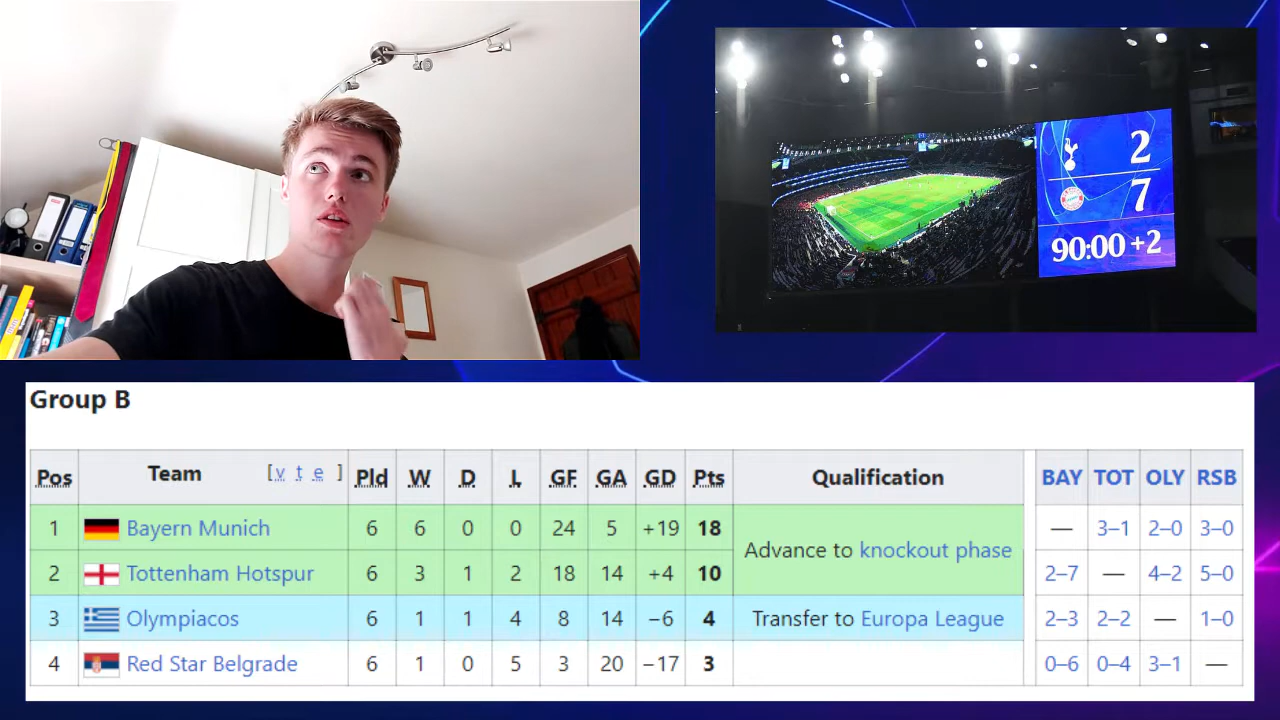 2
7
90:00 +2
Group B
Pos Team [v t e ] Pld W D L GF GA GD Pts Qualification BAY TOT OLY RSB
1 Bayern Munich 6 6 0 0 24 5 +19 18 Advance to knockout phase — 3–1 2–0 3–0
2 Tottenham Hotspur 6 3 1 2 18 14 +4 10 2–7 — 4–2 5–0
3 Olympiacos 6 1 1 4 8 14 −6 4 Transfer to Europa League 2–3 2–2 — 1–0
4 Red Star Belgrade 6 1 0 5 3 20 −17 3 0–6 0–4 3–1 —